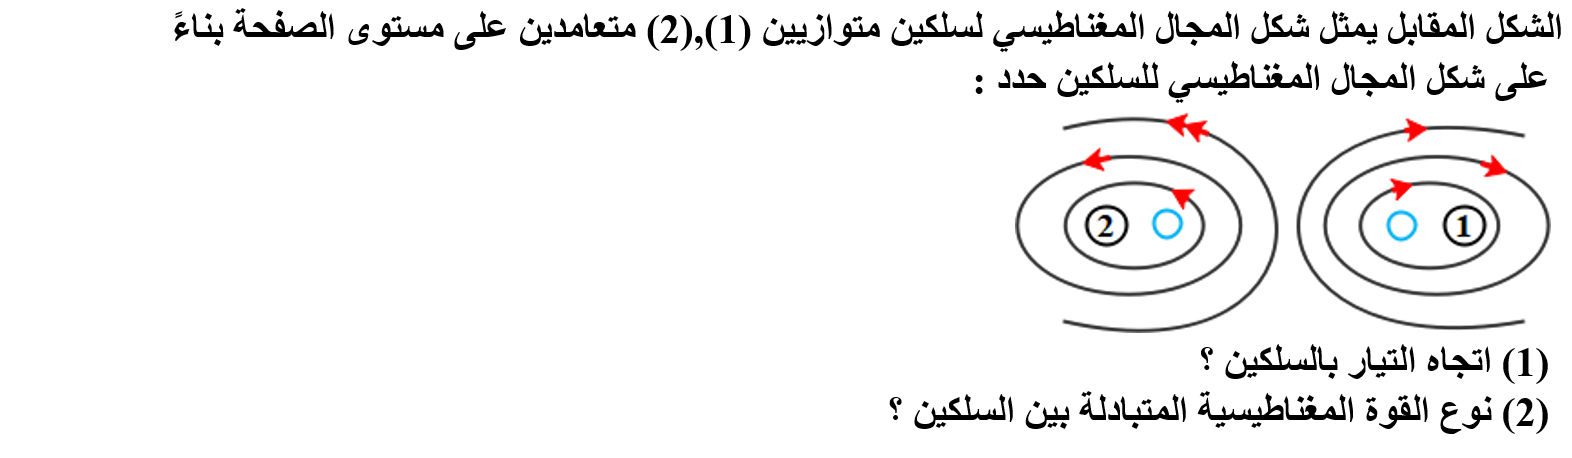 الشكل المقابل يمثل شكل المجال المغناطيسي لسلكين متوازيين (1),(2) متعامدين على مستوى الصفحة بناءً
على شكل المجال المغناطيسي للسلكين حدد :
2 1
(1) اتجاه التيار بالسلكين ؟
(2) نوع القوة المغناطيسية المتبادلة بين السلكين ؟